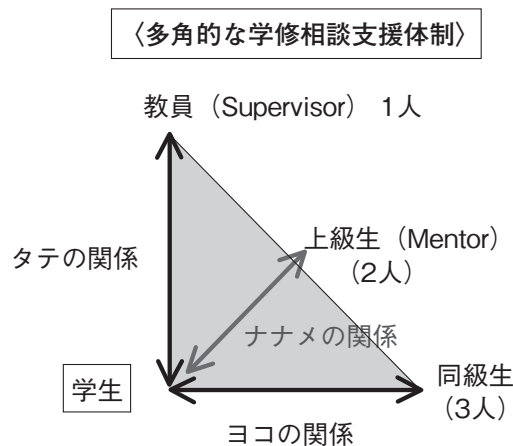 〈多角的な学修相談支援体制〉
教員（Supervisor） 1人
上級生（Mentor）
（2人）
タテの関係
ナナメの関係
学生
同級生
（3人）
ヨコの関係